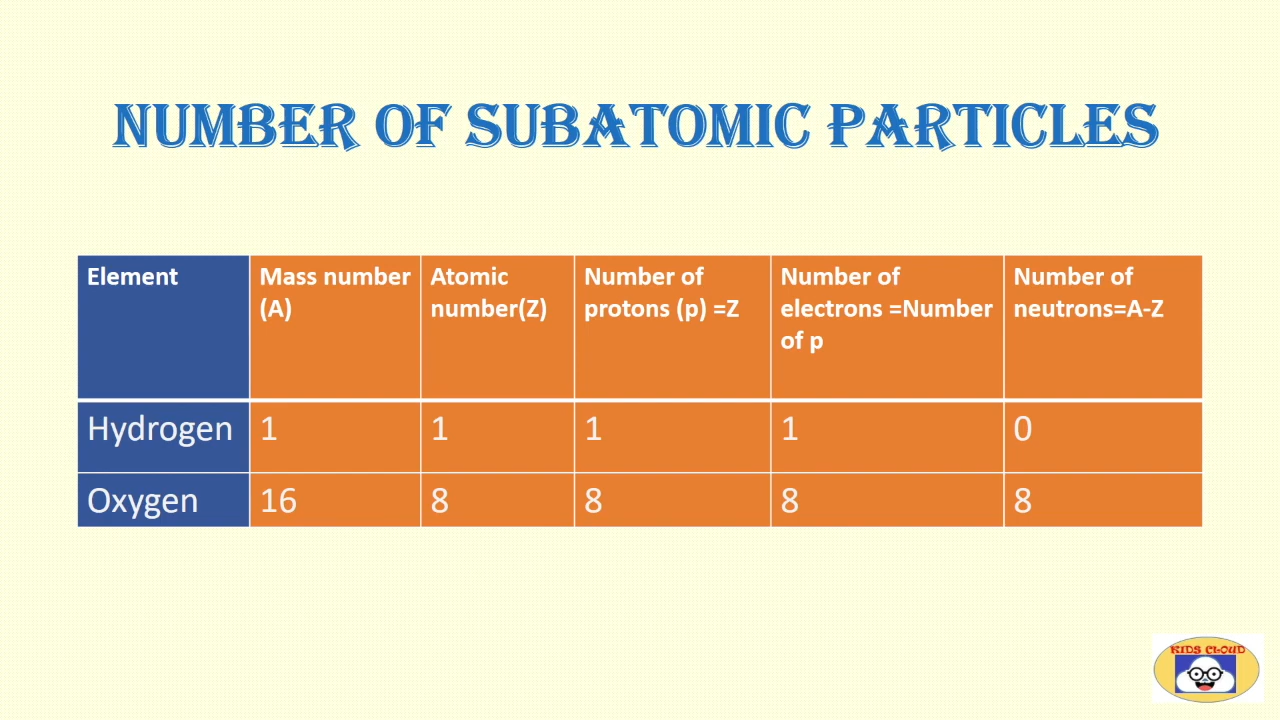 NUMBER OF SUBATOMIC PARTICLES
Element
Mass number
(A)
Atomic
number(Z)
Number of
protons (p) =Z
Number of
electrons =Number
of p
Number of
neutrons=A-Z
Hydrogen 1 1 1 1 0
Oxygen 16 8 8 8 8
KIDS CLOUD